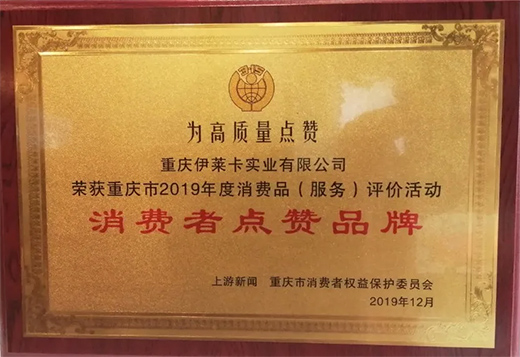 为高质量点赞
重庆伊莱卡实业有限公司
荣获重庆市2019年度消费品（服务）评价活动
消费者点赞品牌
上游新闻 重庆市消费者权益保护委员会
2019年12月